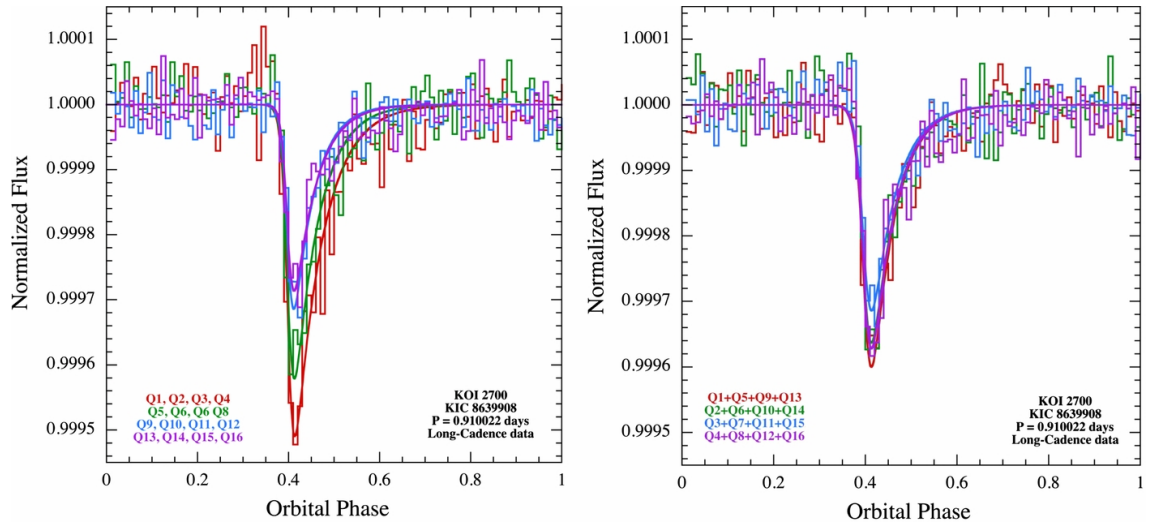 1.0001
1.0000
0.9999
0.9998
0.9997
0.9996
0.9995
Normalized Flux
Q1, Q2, Q3, Q4
Q5, Q6, Q6 Q8
Q9, Q10, Q11, Q12
Q13, Q14, Q15, Q16
KOI 2700
KIC 8639908
P = 0.910022 days
Long-Cadence data
0 0.2 0.4 0.6 0.8 1
Orbital Phase
1.0001
1.0000
0.9999
0.9998
0.9997
0.9996
0.9995
Normalized Flux
Q1+Q5+Q9+Q13
Q2+Q6+Q10+Q14
Q3+Q7+Q11+Q15
Q4+Q8+Q12+Q16
KOI 2700
KIC 8639908
P = 0.910022 days
Long-Cadence data
0 0.2 0.4 0.6 0.8 1
Orbital Phase